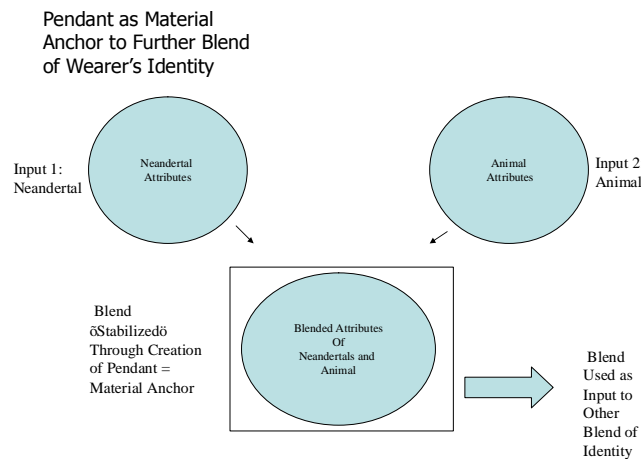 Pendant as Material
Anchor to Further Blend
of Wearer's Identity
Input 1:
Neandertal
Neandertal
Attributes
Animal
Attributes
Input 2
Animal
Blend
õStabilizedö
Through Creation
of Pendant =
Material Anchor
Blended Attributes
Of
Neandertals and
Animal
Blend
Used as
Input to
Other
Blend of
Identity